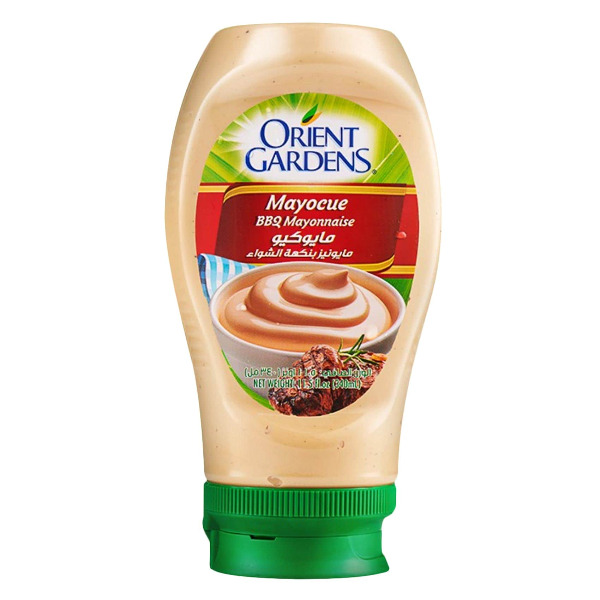 ORIENT
GARDENS®
Mayocue
BBQ Mayonnaise
مايوكيو
مايونيز بنكهة الشواء
NET WEIGHT: 11.5 fl.oz (340ml)